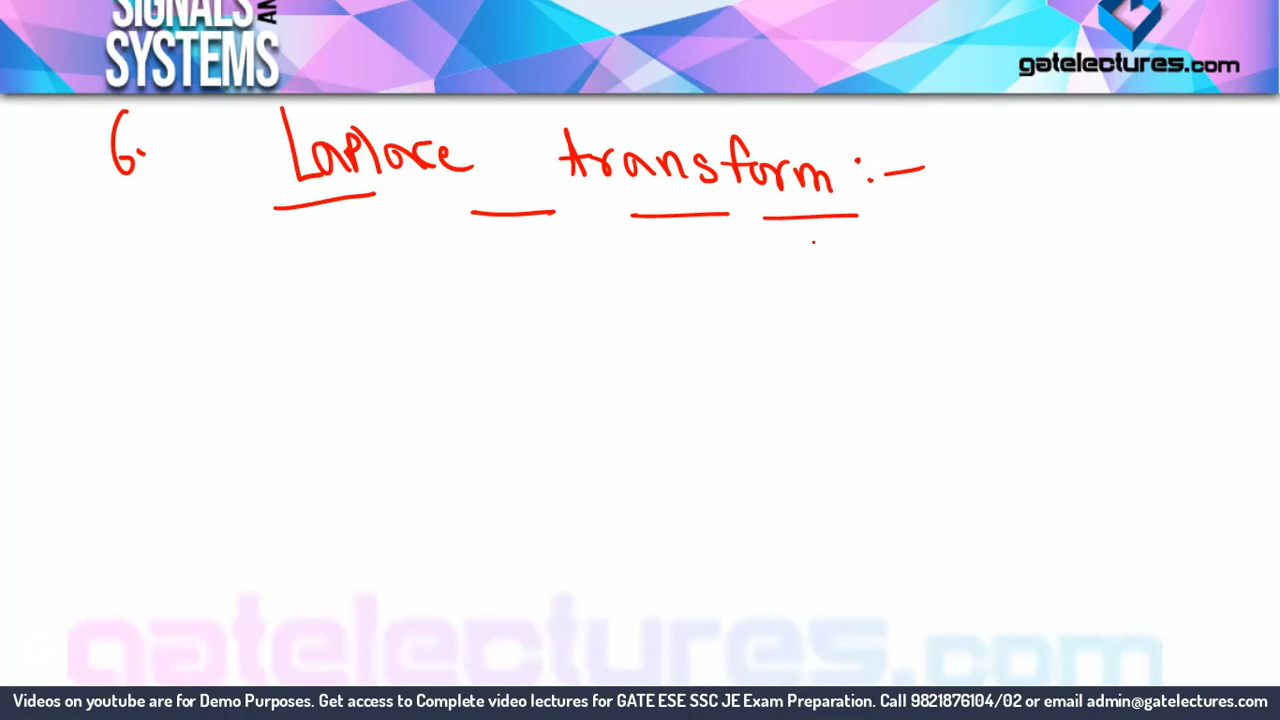 SIGNALS AN
SYSTEMS
gatelectures.com
6. Laplace transform :-
gatelectures.com
Videos on youtube are for Demo Purposes. Get access to Complete video lectures for GATE ESE SSC JE Exam Preparation. Call 9821876104/02 or email admin@gatelectures.com